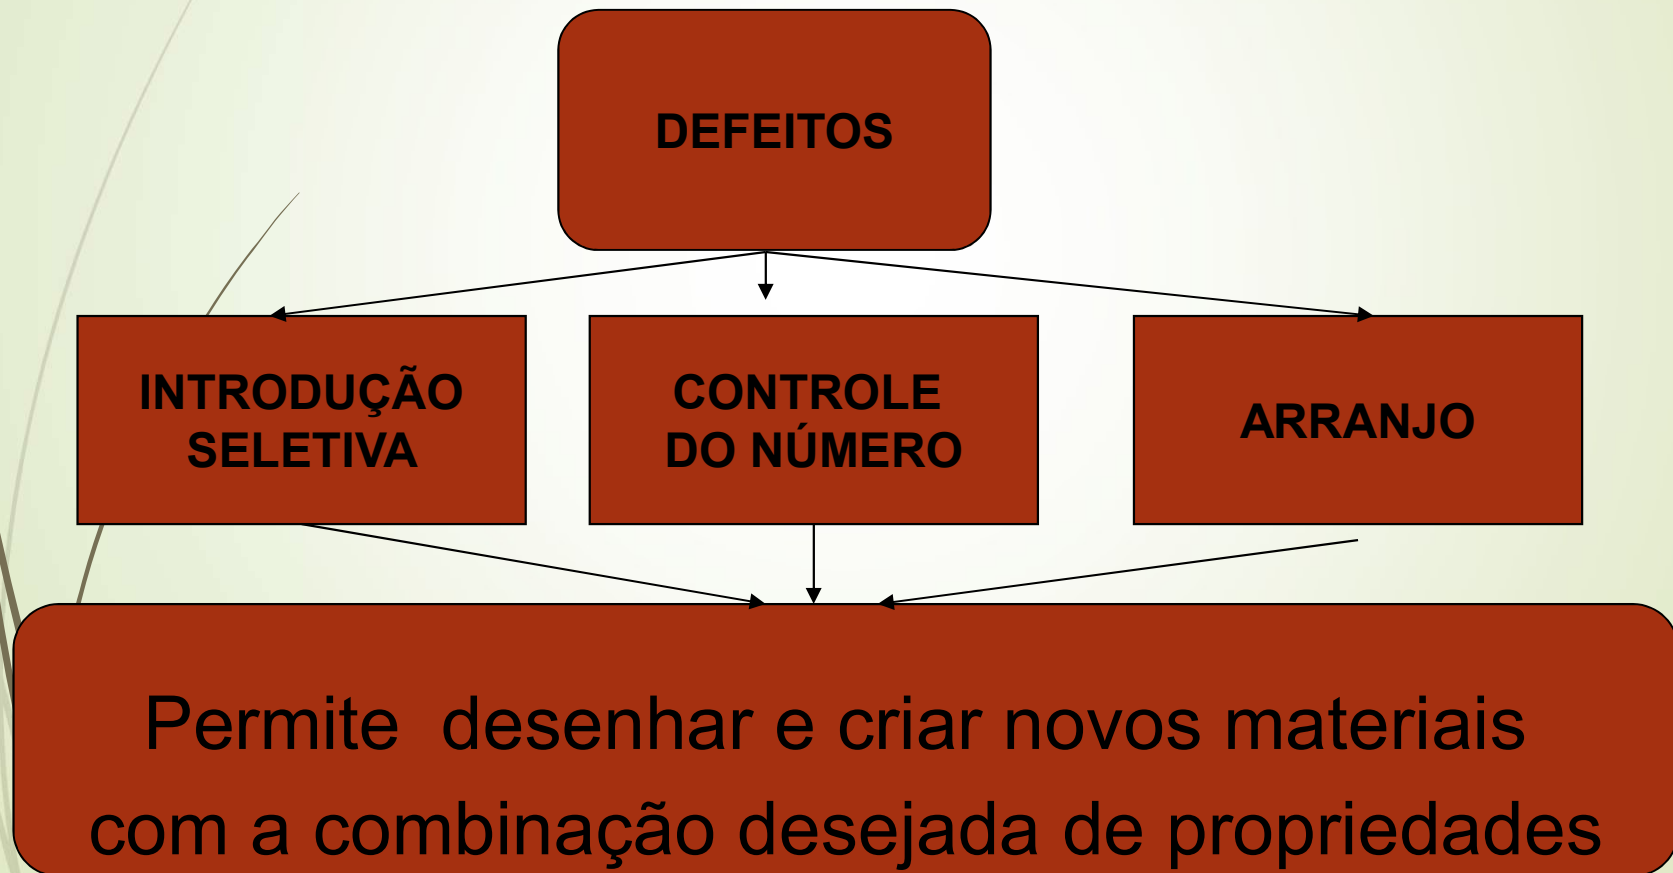 DEFEITOS
INTRODUÇÃO
SELETIVA
CONTROLE
DO NÚMERO
ARRANJO
Permite desenhar e criar novos materiais
com a combinação desejada de propriedades